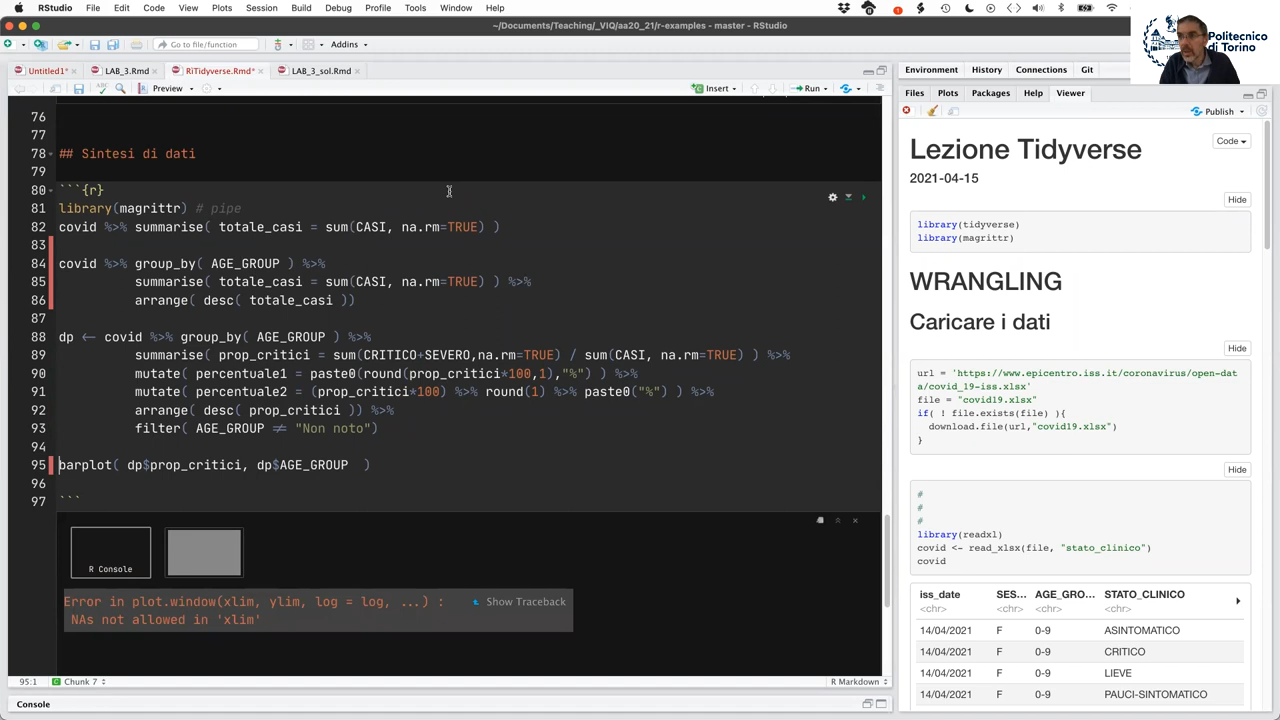 RStudio File Edit Code View Plots Session Build Debug Profile Tools Window Help
~/Documents/Teaching/_VIQ/aa20_21/r-examples - master - RStudio
Go to file/function Addins
Untitled1* LAB_3.Rmd RiTidyverse.Rmd* LAB_3_sol.Rmd
Preview Insert Run
76
77
78 ## Sintesi di dati
79
80 ```{r}
81 library(magrittr) # pipe
82 covid %>% summarise( totale_casi = sum(CASI, na.rm=TRUE) )
83
84 covid %>% group_by( AGE_GROUP ) %>%
85 summarise( totale_casi = sum(CASI, na.rm=TRUE) ) %>%
86 arrange( desc( totale_casi ))
87
88 dp <- covid %>% group_by( AGE_GROUP ) %>%
89 summarise( prop_critici = sum(CRITICO+SEVERO,na.rm=TRUE) / sum(CASI, na.rm=TRUE) ) %>%
90 mutate( percentuale1 = paste0(round(prop_critici*100,1),"%") ) %>%
91 mutate( percentuale2 = (prop_critici*100) %>% round(1) %>% paste0("%") ) %>%
92 arrange( desc( prop_critici )) %>%
93 filter( AGE_GROUP != "Non noto")
94
95 barplot( dp$prop_critici, dp$AGE_GROUP )
96
97 ```
R Console
Error in plot.window(xlim, ylim, log = log, ...) : Show Traceback
NAs not allowed in 'xlim'
95:1 Chunk 7 R Markdown
Console
Politecnico
di Torino
Environment History Connections Git
Files Plots Packages Help Viewer
Publish
Lezione Tidyverse
Code
2021-04-15
Hide
library(tidyverse)
library(magrittr)
WRANGLING
Caricare i dati
Hide
url = 'https://www.epicentro.iss.it/coronavirus/open-dat
a/covid_19-iss.xlsx'
file = "covid19.xlsx"
if( ! file.exists(file) ){
download.file(url,"covid19.xlsx")
}
Hide
#
#
#
library(readxl)
covid <- read_xlsx(file, "stato_clinico")
covid
iss_date SES... AGE_GRO... STATO_CLINICO
<chr> <chr> <chr> <chr>
14/04/2021 F 0-9 ASINTOMATICO
14/04/2021 F 0-9 CRITICO
14/04/2021 F 0-9 LIEVE
14/04/2021 F 0-9 PAUCI-SINTOMATICO